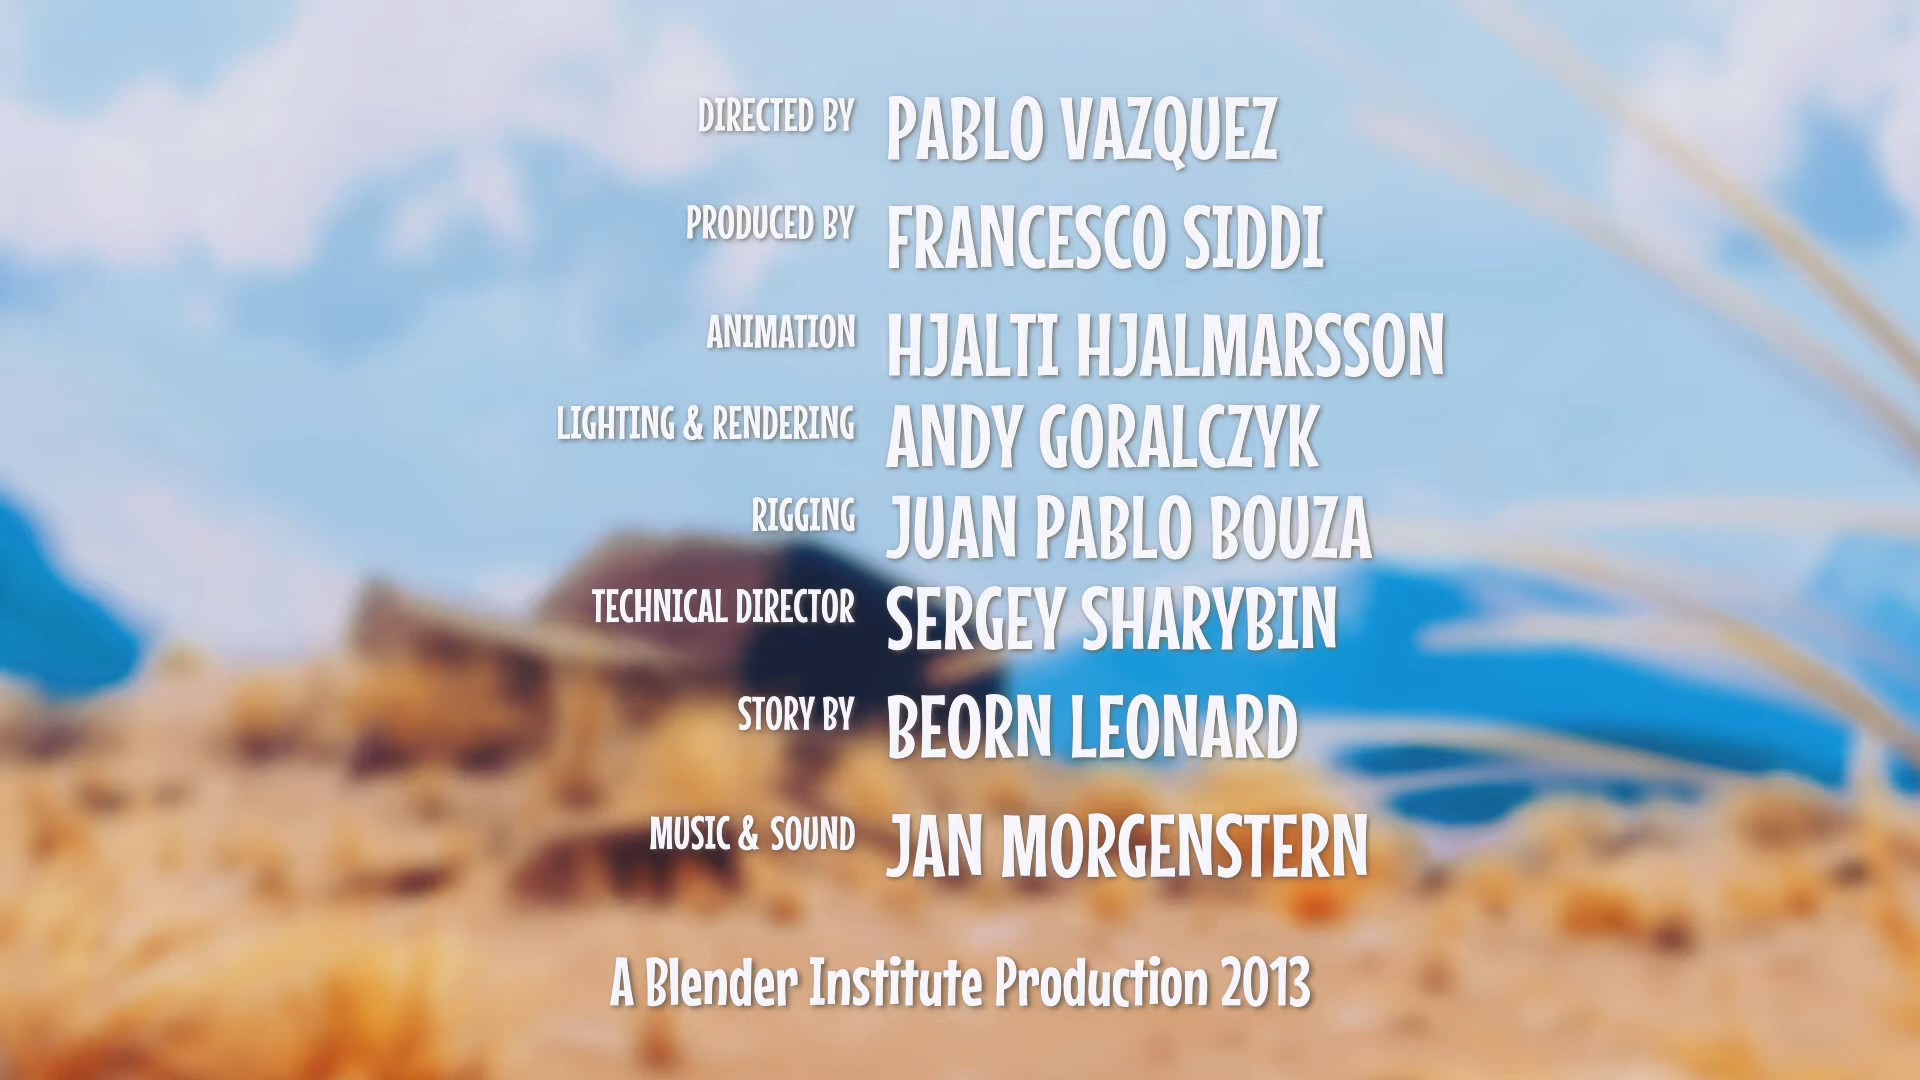 DIRECTED BY PABLO VAZQUEZ
PRODUCED BY FRANCESCO SIDDI
ANIMATION HJALTI HJALMARSSON
LIGHTING & RENDERING ANDY GORALCZYK
RIGGING JUAN PABLO BOUZA
TECHNICAL DIRECTOR SERGEY SHARYBIN
STORY BY BEORN LEONARD
MUSIC & SOUND JAN MORGENSTERN
A Blender Institute Production 2013